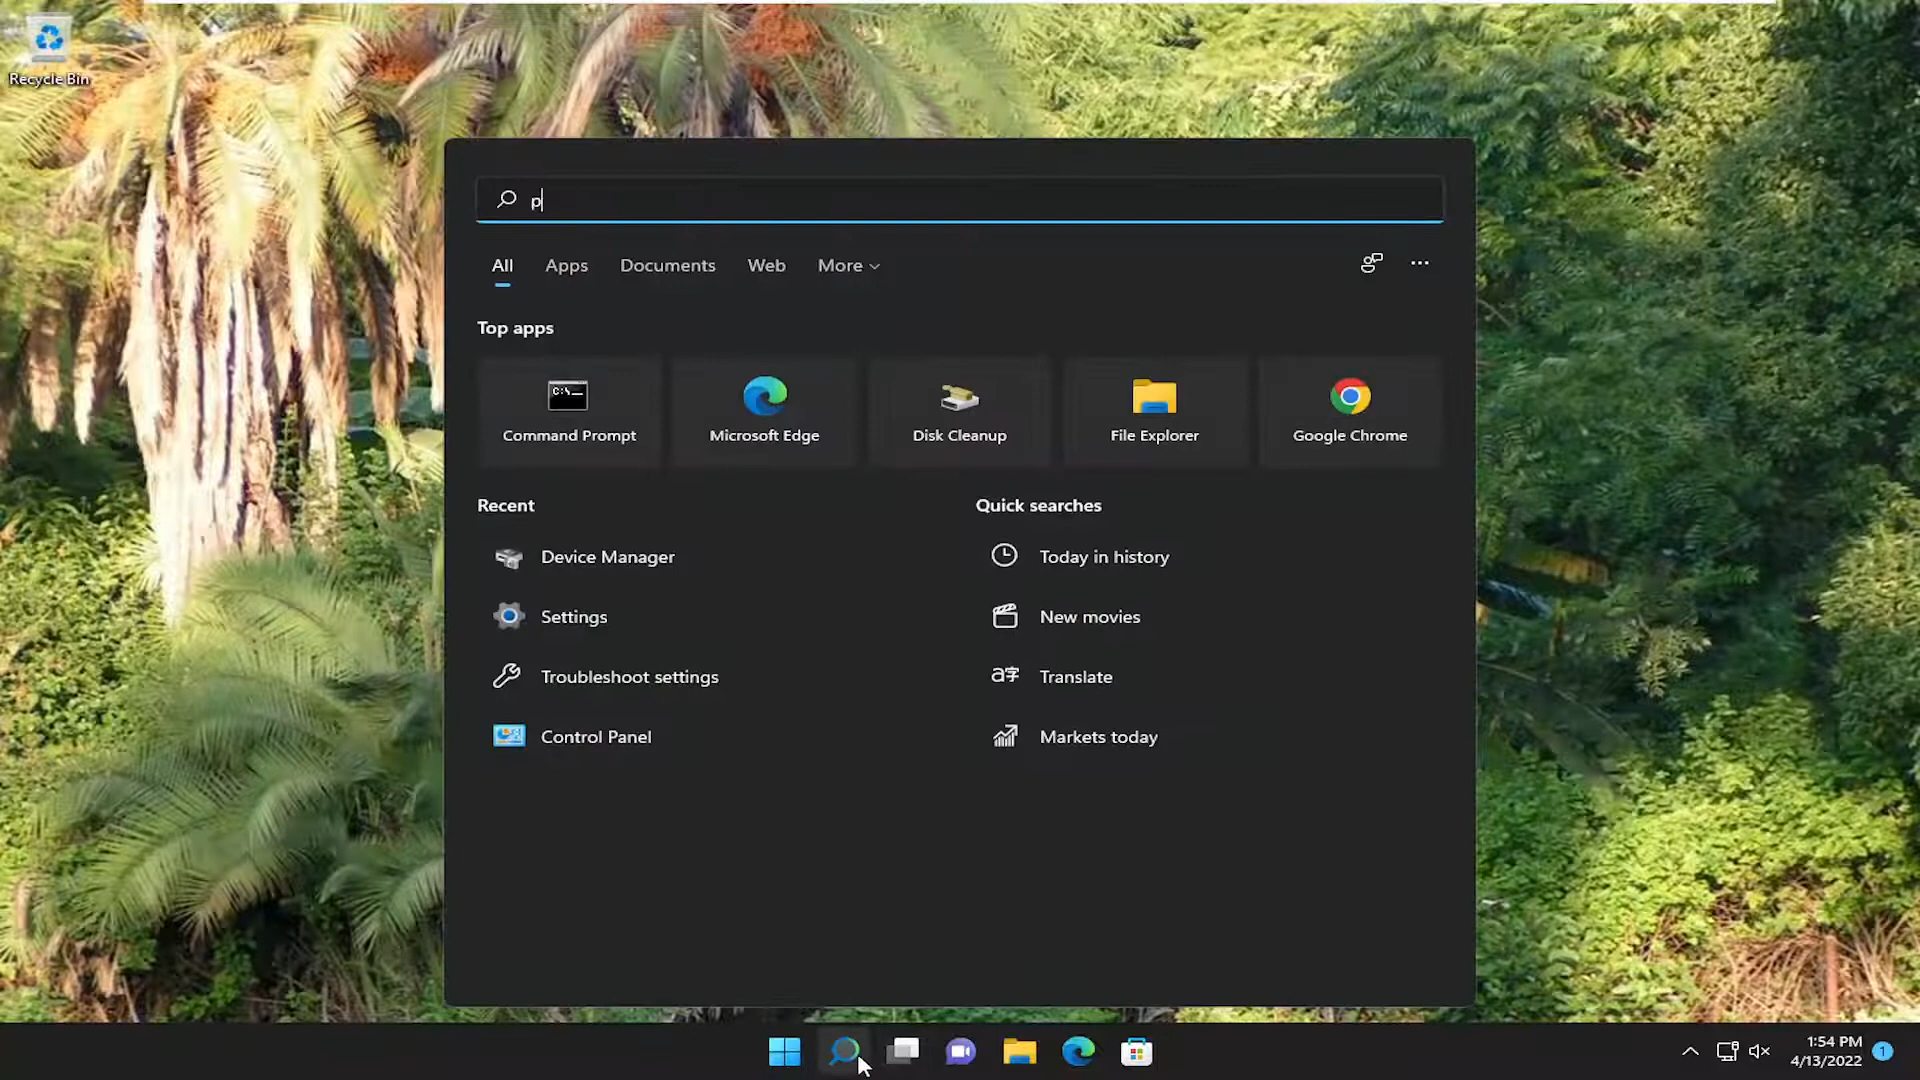 Recycle Bin
p
All Apps Documents Web More
Top apps
C:\
Command Prompt Microsoft Edge Disk Cleanup File Explorer Google Chrome
Recent Quick searches
Device Manager Today in history
Settings New movies
Troubleshoot settings a字 Translate
Control Panel Markets today
1:54 PM
4/13/2022 1